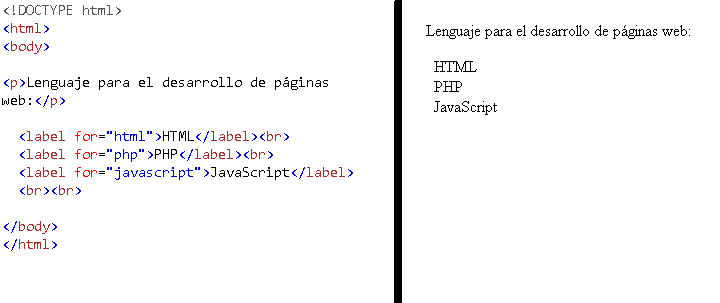 <!DOCTYPE html>
<html>
<body>
<p>Lenguaje para el desarrollo de páginas
web:</p>
<label for="html">HTML</label><br>
<label for="php">PHP</label><br>
<label for="javascript">JavaScript</label>
<br><br>
</body>
</html>
Lenguaje para el desarrollo de páginas web:
HTML
PHP
JavaScript